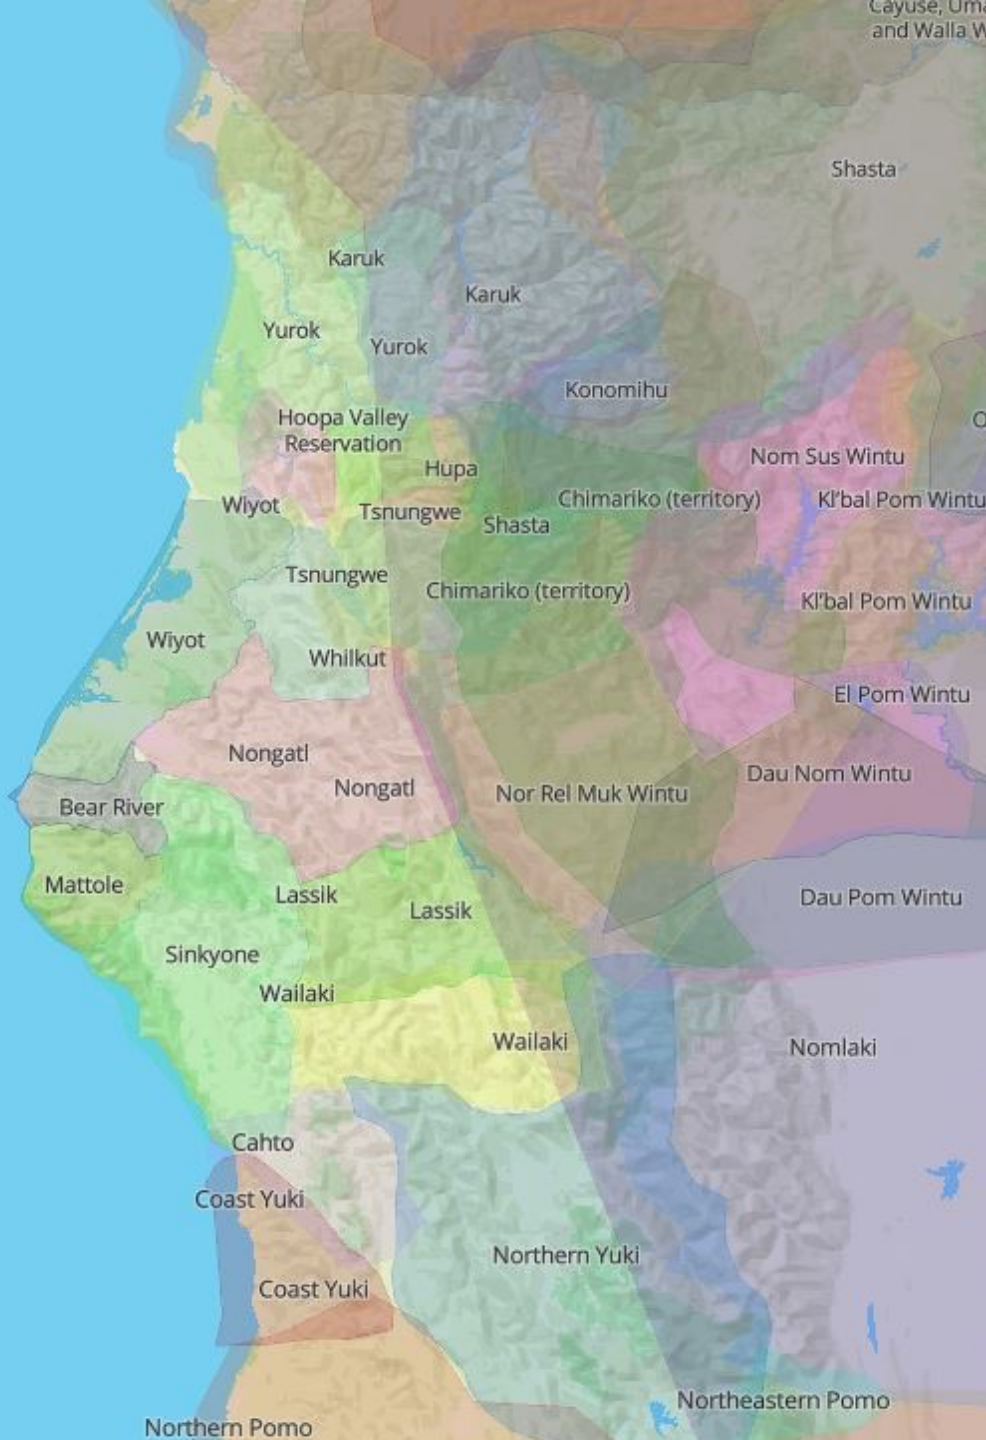 Cayuse, Uma
and Walla W
Shasta
Karuk
Karuk
Yurok
Yurok
Konomihu
Hoopa Valley
Reservation
Nom Sus Wintu
Hupa
Kl'bal Pom Wintu
Chimariko (territory)
Wiyot
Tsnungwe
Shasta
Tsnungwe
Chimariko (territory)
Kl'bal Pom Wintu
Wiyot
Whilkut
El Pom Wintu
Nongatl
Dau Nom Wintu
Nongatl
Nor Rel Muk Wintu
Bear River
Mattole
Lassik
Dau Pom Wintu
Lassik
Sinkyone
Wailaki
Wailaki
Nomlaki
Cahto
Coast Yuki
Northern Yuki
Coast Yuki
Northeastern Pomo
Northern Pomo